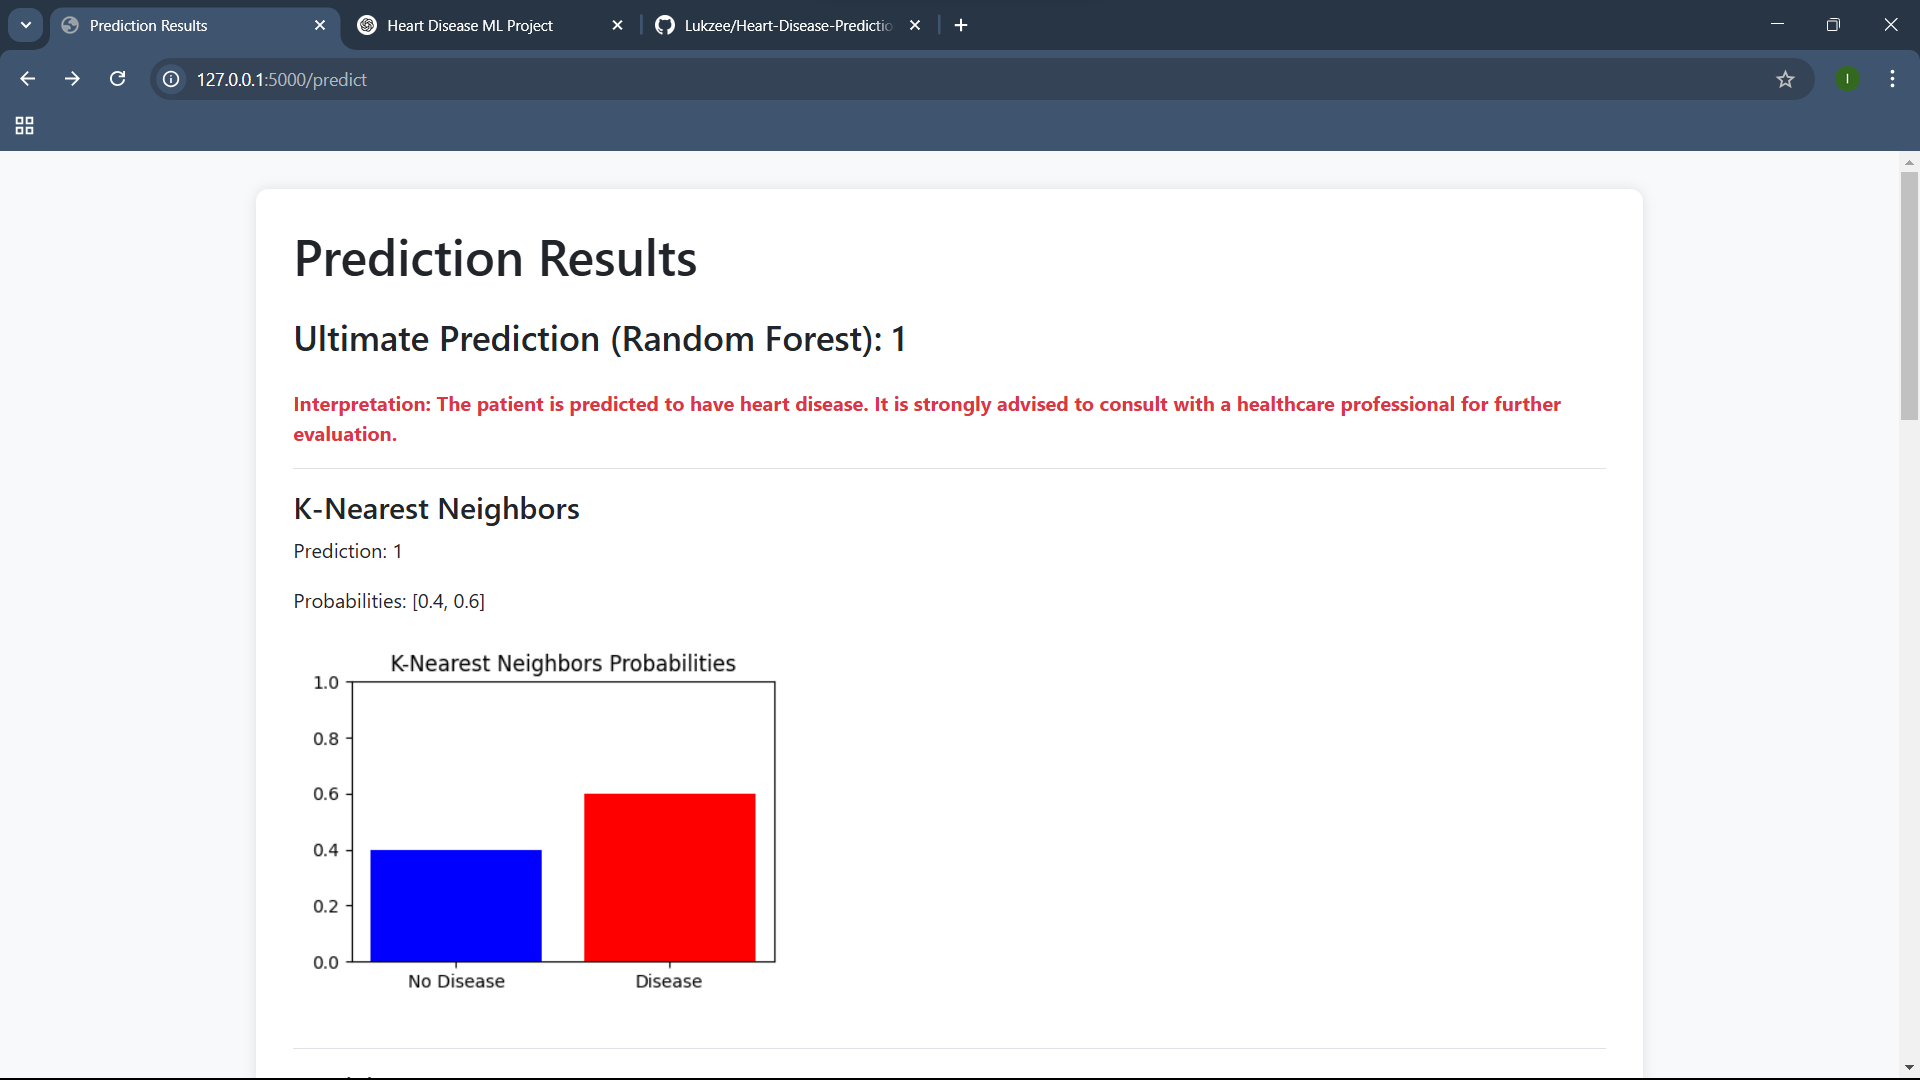 Prediction Results
Heart Disease ML Project
Lukzee/Heart-Disease-Predictio
127.0.0.1:5000/predict
I
Prediction Results
Ultimate Prediction (Random Forest): 1
Interpretation: The patient is predicted to have heart disease. It is strongly advised to consult with a healthcare professional for further
evaluation.
K-Nearest Neighbors
Prediction: 1
Probabilities: [0.4, 0.6]
K-Nearest Neighbors Probabilities
1.0
0.8
0.6
0.4
0.2
0.0
No Disease
Disease